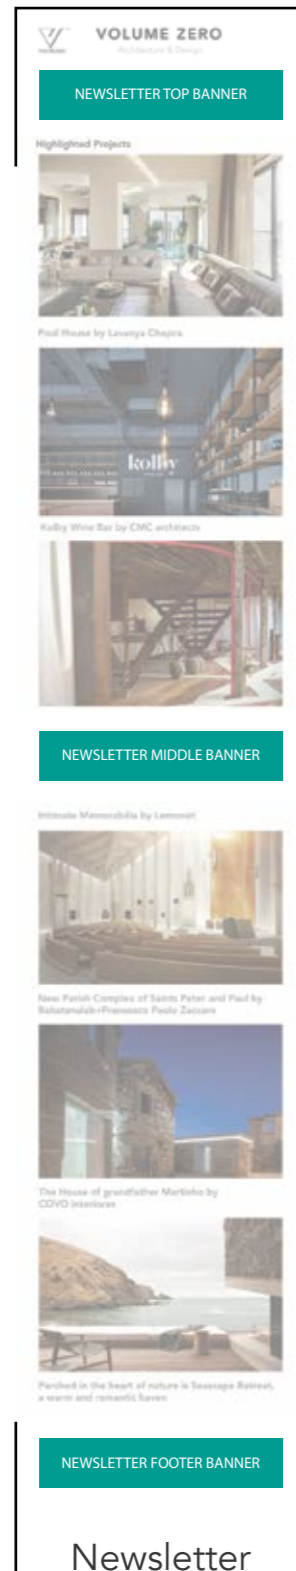 VOLUME ZERO
Architecture & Design
NEWSLETTER TOP BANNER
Highlighted Projects
Pool House by Lavanya Chopra
kolby
Kolby Wine Bar by CMC architects
NEWSLETTER MIDDLE BANNER
Intimate Memorabilia by Lemonet
New Parish Complex of Saints Peter and Paul by
Francesco Paolo Zaccaro
The House of grandfather Martinho by
COVO interiores
Perched in the heart of nature is Seascape Retreat,
a warm and romantic haven
NEWSLETTER FOOTER BANNER
Newsletter